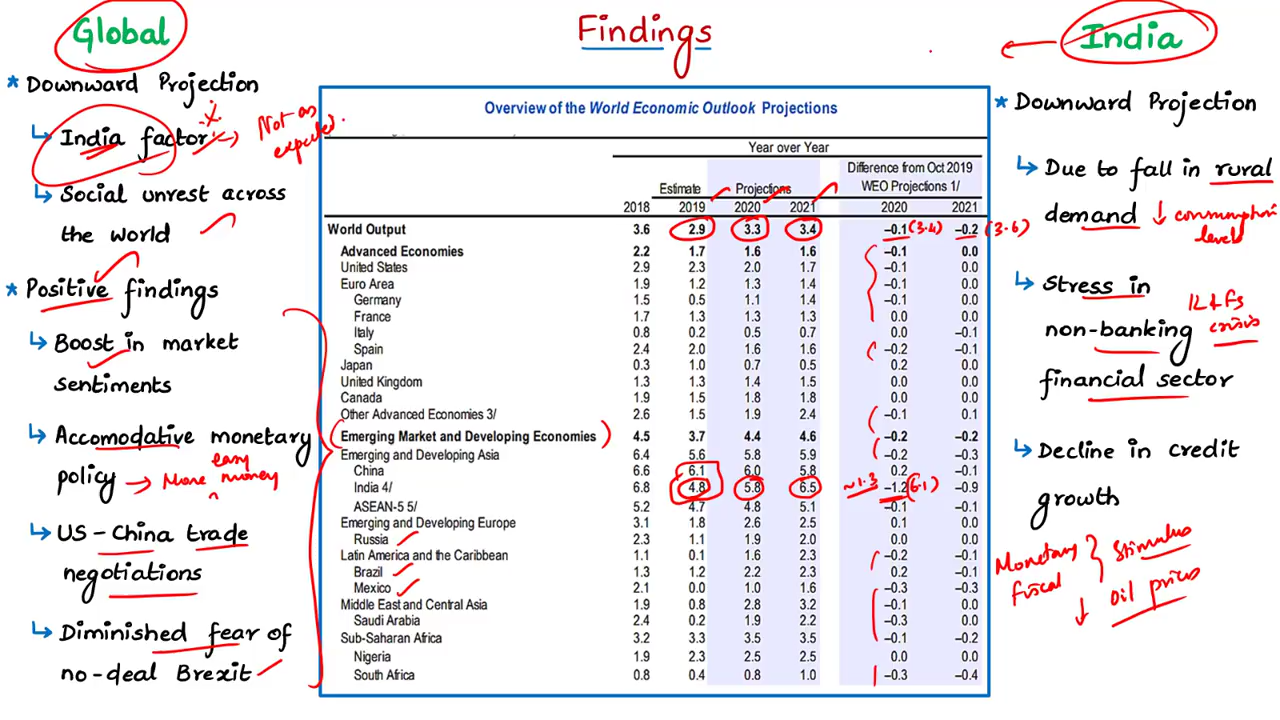 Findings
Global
* Downward Projection
↳ India factor → Not as
expected.
↳ Social unrest across
the world
* Positive findings
↳ Boost in market
sentiments
↳ Accomodative monetary
policy → More easy money
↳ US - China trade
negotiations
↳ Diminished fear of
no-deal Brexit
Overview of the World Economic Outlook Projections
Year over Year
Difference from Oct 2019
Estimate Projections WEO Projections 1/
2018 2019 2020 2021 2020 2021
World Output 3.6 2.9 3.3 3.4 –0.1 (3.4) –0.2 (3.6)
Advanced Economies 2.2 1.7 1.6 1.6 –0.1 0.0
United States 2.9 2.3 2.0 1.7 –0.1 0.0
Euro Area 1.9 1.2 1.3 1.4 –0.1 0.0
Germany 1.5 0.5 1.1 1.4 –0.1 0.0
France 1.7 1.3 1.3 1.3 0.0 0.0
Italy 0.8 0.2 0.5 0.7 0.0 –0.1
Spain 2.4 2.0 1.6 1.6 –0.2 –0.1
Japan 0.3 1.0 0.7 0.5 0.2 0.0
United Kingdom 1.3 1.3 1.4 1.5 0.0 0.0
Canada 1.9 1.5 1.8 1.8 0.0 0.0
Other Advanced Economies 3/ 2.6 1.5 1.9 2.4 –0.1 0.1
Emerging Market and Developing Economies 4.5 3.7 4.4 4.6 –0.2 –0.2
Emerging and Developing Asia 6.4 5.6 5.8 5.9 –0.2 –0.3
China 6.6 6.1 6.0 5.8 0.2 –0.1
India 4/ 6.8 4.8 5.8 6.5 ~1.3 –1.2 (6.1) –0.9
ASEAN-5 5/ 5.2 4.7 4.8 5.1 –0.1 –0.1
Emerging and Developing Europe 3.1 1.8 2.6 2.5 0.1 0.0
Russia 2.3 1.1 1.9 2.0 0.0 0.0
Latin America and the Caribbean 1.1 0.1 1.6 2.3 –0.2 –0.1
Brazil 1.3 1.2 2.2 2.3 0.2 –0.1
Mexico 2.1 0.0 1.0 1.6 –0.3 –0.3
Middle East and Central Asia 1.9 0.8 2.8 3.2 –0.1 0.0
Saudi Arabia 2.4 0.2 1.9 2.2 –0.3 0.0
Sub-Saharan Africa 3.2 3.3 3.5 3.5 –0.1 –0.2
Nigeria 1.9 2.3 2.5 2.5 0.0 0.0
South Africa 0.8 0.4 0.8 1.0 –0.3 –0.4
India
* Downward Projection
↳ Due to fall in rural
demand ↓ consumption
levels
↳ Stress in
non-banking IL & FS
crisis
financial sector
↳ Decline in credit
growth
Monetary } Stimulus
fiscal
↓ Oil prices